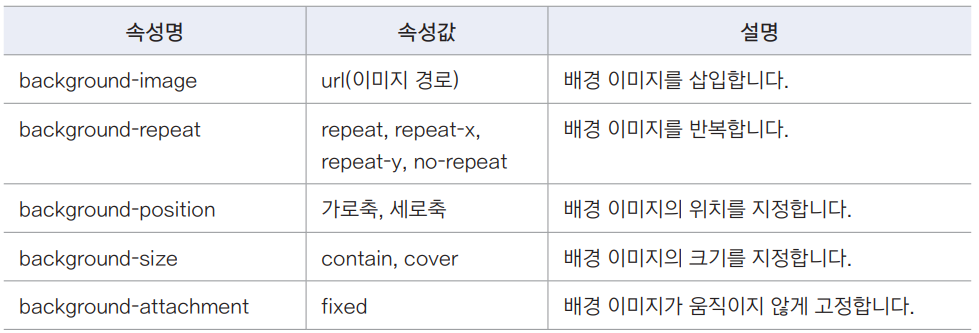 속성명 속성값 설명
background-image url(이미지 경로) 배경 이미지를 삽입합니다.
background-repeat repeat, repeat-x, 배경 이미지를 반복합니다.
repeat-y, no-repeat
background-position 가로축, 세로축 배경 이미지의 위치를 지정합니다.
background-size contain, cover 배경 이미지의 크기를 지정합니다.
background-attachment fixed 배경 이미지가 움직이지 않게 고정합니다.